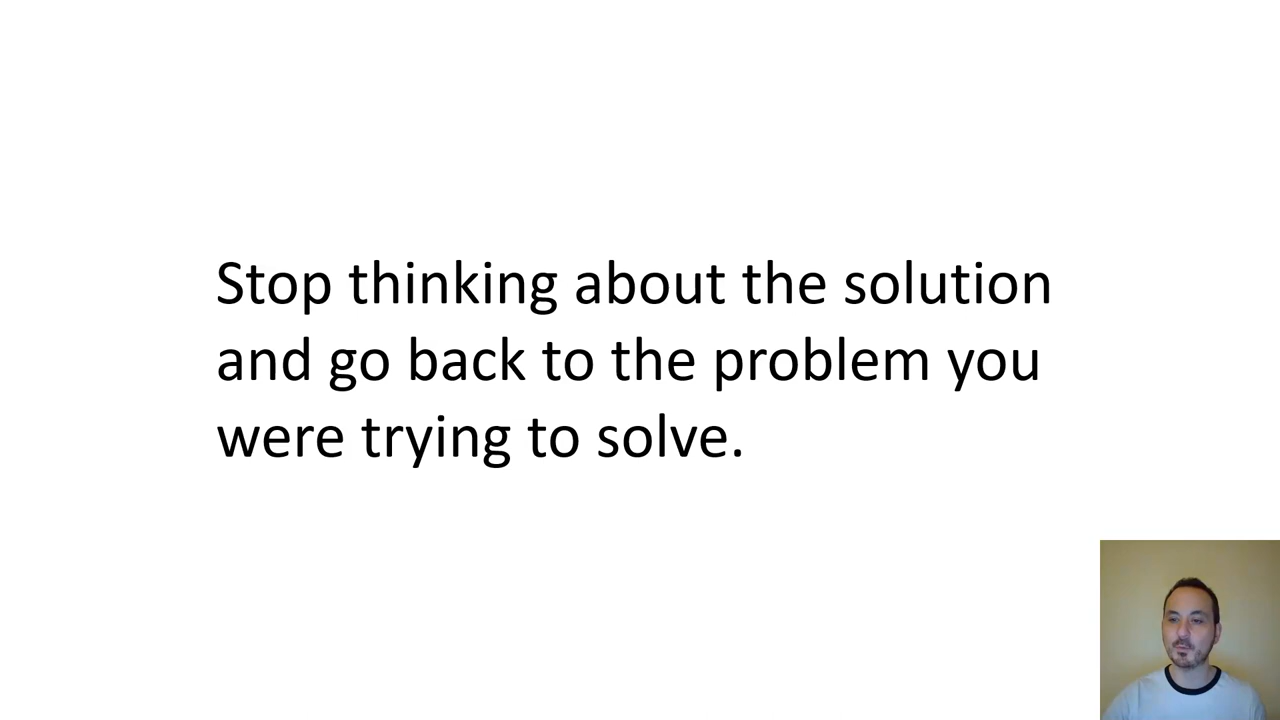 Stop thinking about the solution
and go back to the problem you
were trying to solve.